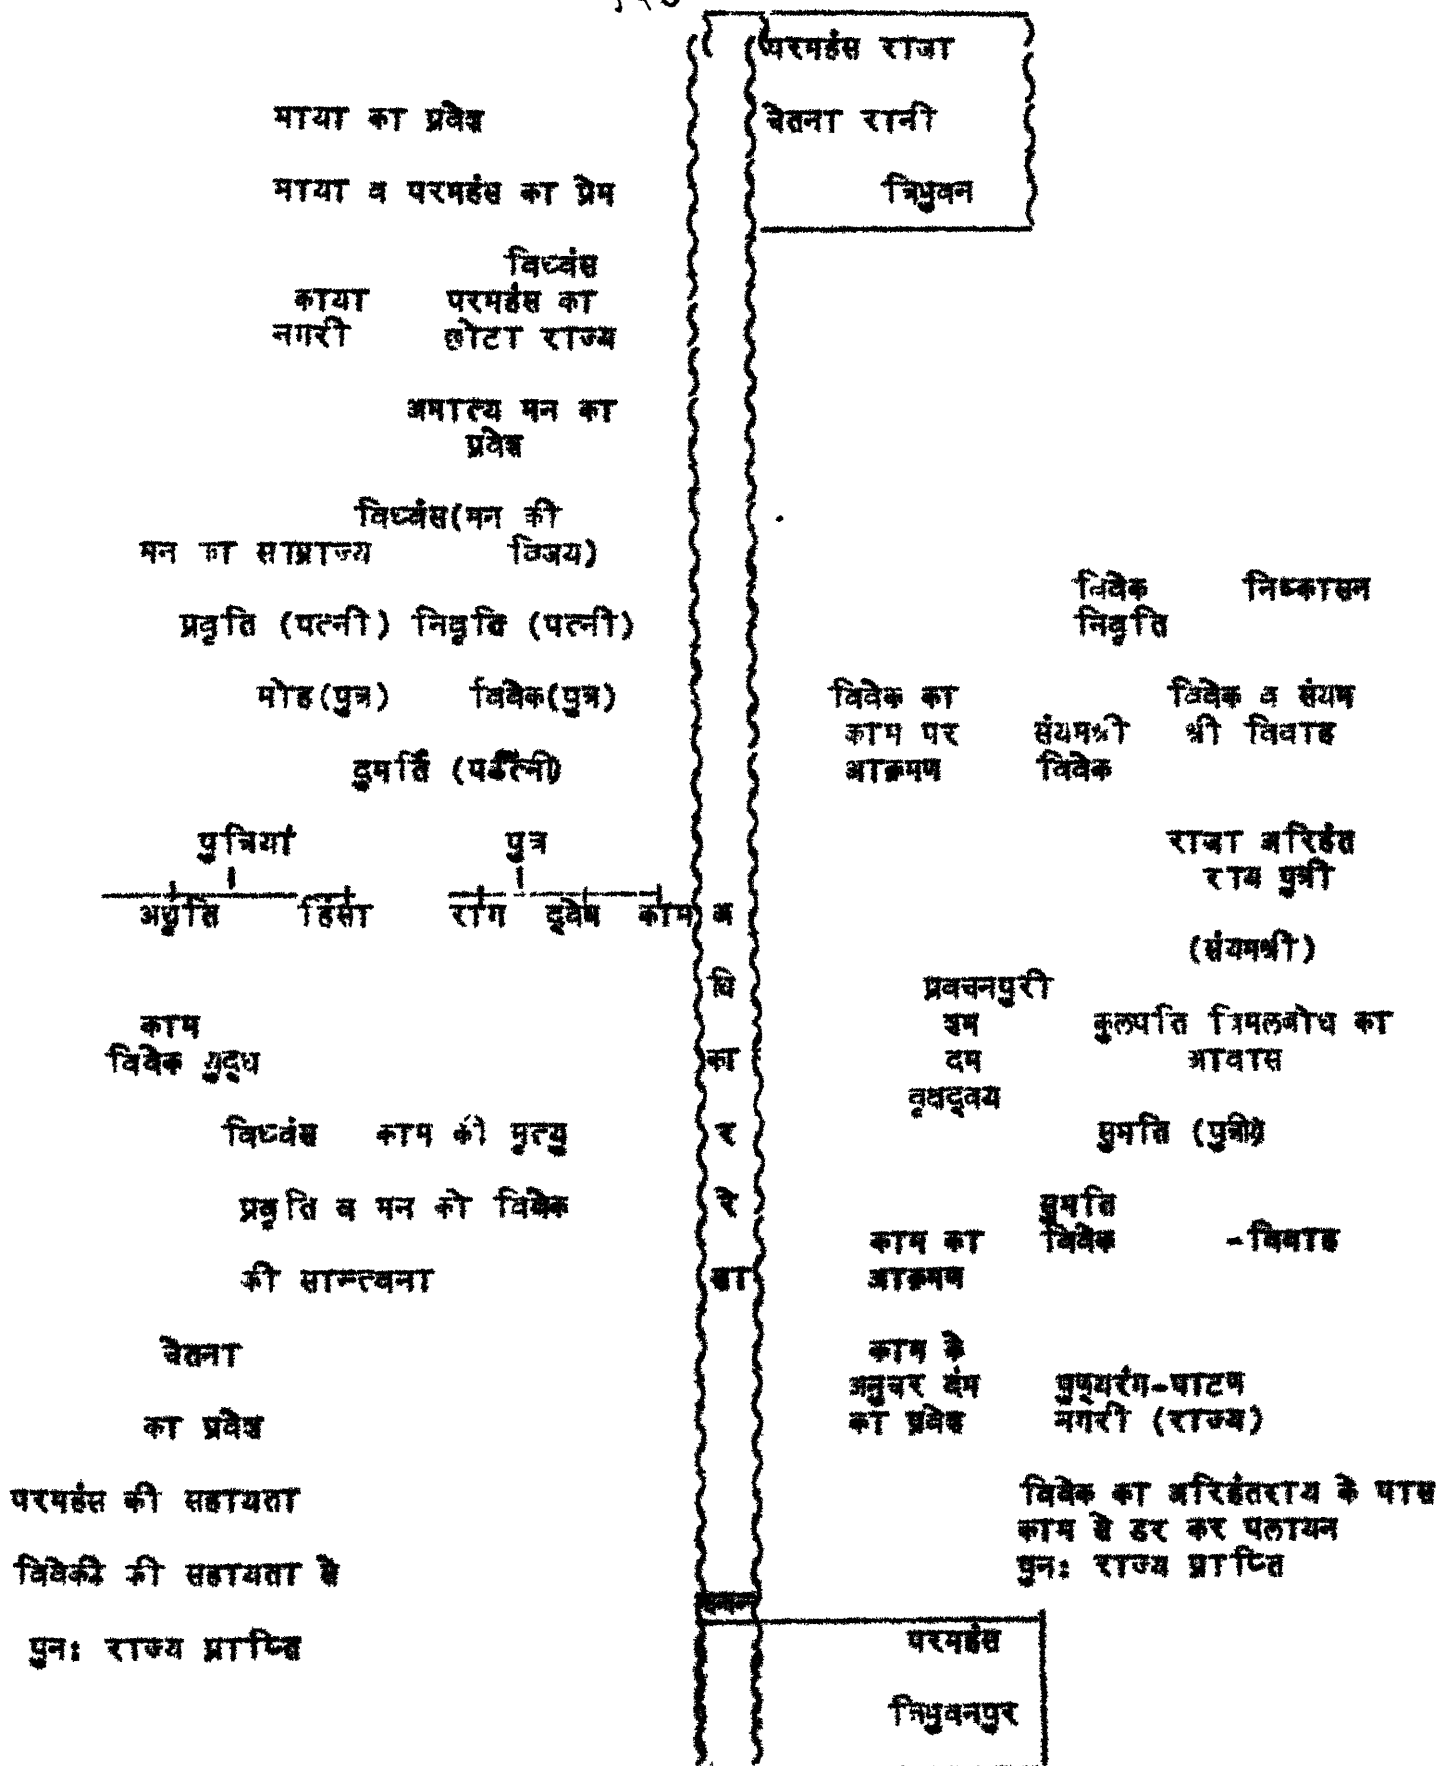 परमहंस राजा
चेतना रानी
त्रिभुवन
माया का प्रवेश
माया व परमहंस का प्रेम
विध्वंस
काया परमहंस का
नगरी छोटा राज्य
अमात्य मन का
प्रवेश
विध्वंस(मन की
मन का साम्राज्य विजय)
प्रवृति (पत्नी) निवृति (पत्नी)
मोह(पुत्र) विवेक(पुत्र)
दुमर्ति
पुत्रियां पुत्र
हिंसा राग द्वेष काम
काम
विवेक युद्ध
विध्वंस काम की मृत्यु
प्रवृति व मन को विवेक
की सान्त्वना
चेतना
का प्रवेश
परमहंस की सहायता
विवेकी की सहायता से
पुन: राज्य प्राप्ति
अ
धि
का
र
रे
खा
विवेक निष्कासन
निवृति
विवेक का विवेक व संयम
काम पर संयमश्री श्री विवाह
आक्रमण विवेक
राजा अरिहंत
राय पुत्री
(संयमश्री)
प्रवचनपुरी
शम कुलपति विमलबोध का
दम आवास
वृक्षद्वय
सुमति (पुत्री)
सुमति
काम का विवेक -विवाह
आक्रमण
काम के
अनुचर दंभ पुण्यरंग-पाटण
का प्रवेश नगरी (राज्य)
विवेक का अरिहंतराय के पास
काम से डर कर पलायन
पुन: राज्य प्राप्ति
परमहंस
त्रिभुवनपुर